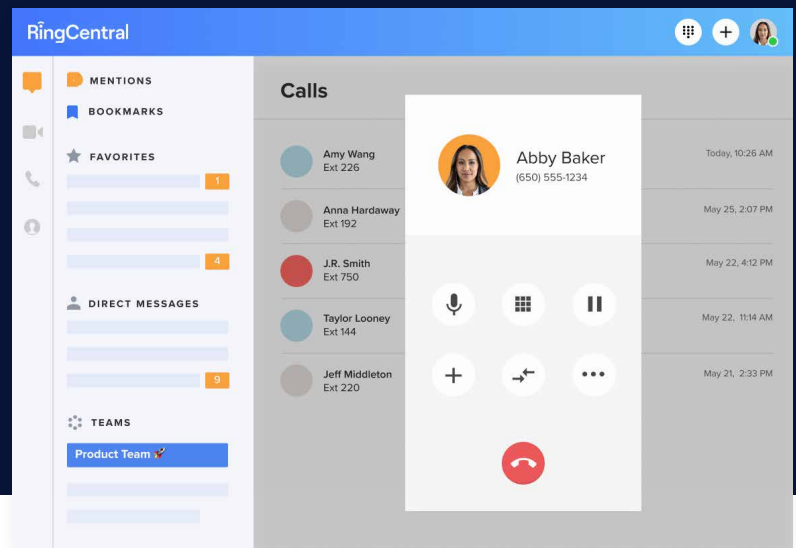 RingCentral
MENTIONS
BOOKMARKS
FAVORITES
1
4
DIRECT MESSAGES
9
TEAMS
Product Team 🚀
Calls
Amy Wang
Ext 226
Today, 10:26 AM
Anna Hardaway
Ext 192
May 25, 2:07 PM
J.R. Smith
Ext 750
May 22, 4:12 PM
Taylor Looney
Ext 144
May 22, 11:14 AM
Jeff Middleton
Ext 220
May 21, 2:33 PM
Abby Baker
(650) 555-1234